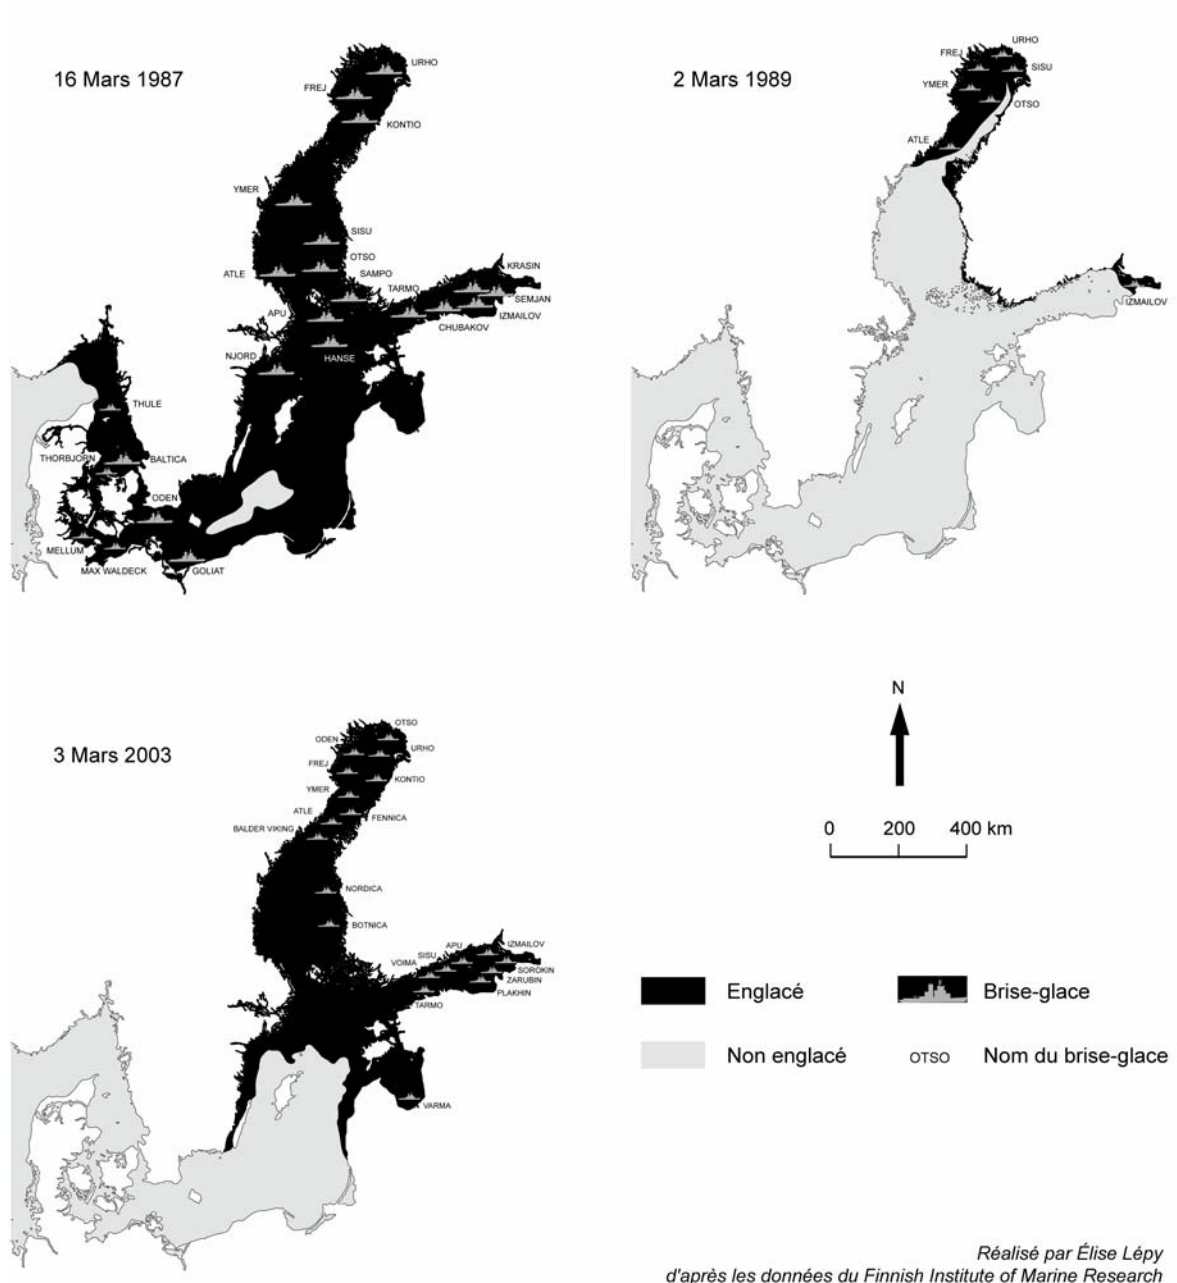 16 Mars 1987
URHO
FREJ
KONTIO
YMER
SISU
OTSO
ATLE
SAMPO
KRASIN
TARMO
SEMJAN
APU
IZMAILOV
CHUBAKOV
NJORD
HANSE
THULE
THORBJORN
BALTICA
ODEN
MELLUM
MAX WALDECK
GOLIAT
2 Mars 1989
URHO
FREJ
SISU
YMER
OTSO
ATLE
IZMAILOV
3 Mars 2003
OTSO
ODEN
URHO
FREJ
KONTIO
YMER
ATLE
FENNICA
BALDER VIKING
NORDICA
BOTNICA
APU
IZMAILOV
SISU
VOIMA
SOROKIN
ZARUBIN
PLAKHIN
TARMO
VARMA
N
0 200 400 km
Englacé
Brise-glace
Non englacé
OTSO Nom du brise-glace
Réalisé par Élise Lépy
d'après les données du Finnish Institute of Marine Research